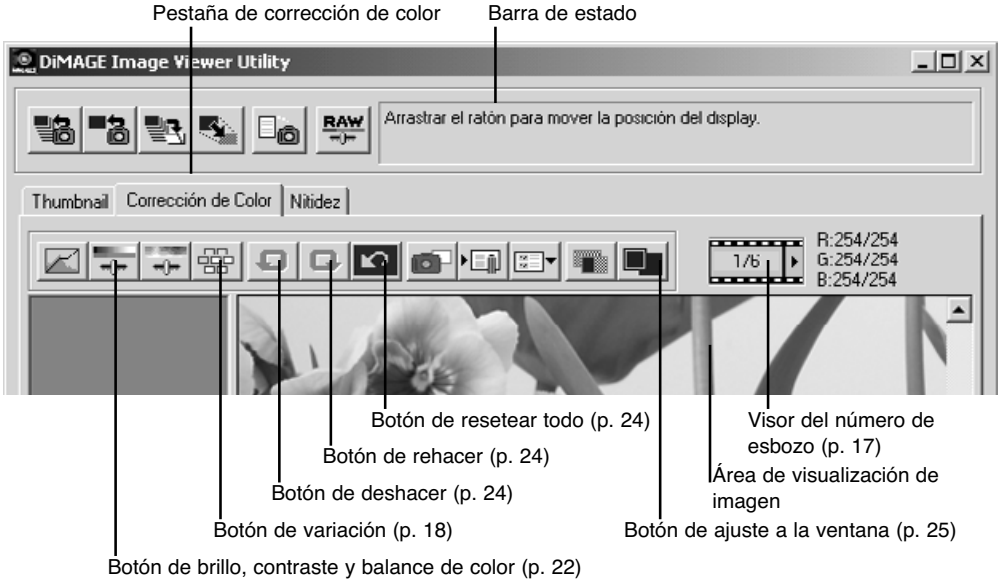 Pestaña de corrección de color
Barra de estado
DiMAGE Image Viewer Utility
RAW
Arrastrar el ratón para mover la posición del display.
Thumbnail
Corrección de Color
Nitidez
1/6
R:254/254
G:254/254
B:254/254
Botón de resetear todo (p. 24)
Visor del número de
esbozo (p. 17)
Botón de rehacer (p. 24)
Área de visualización de
imagen
Botón de deshacer (p. 24)
Botón de variación (p. 18)
Botón de ajuste a la ventana (p. 25)
Botón de brillo, contraste y balance de color (p. 22)